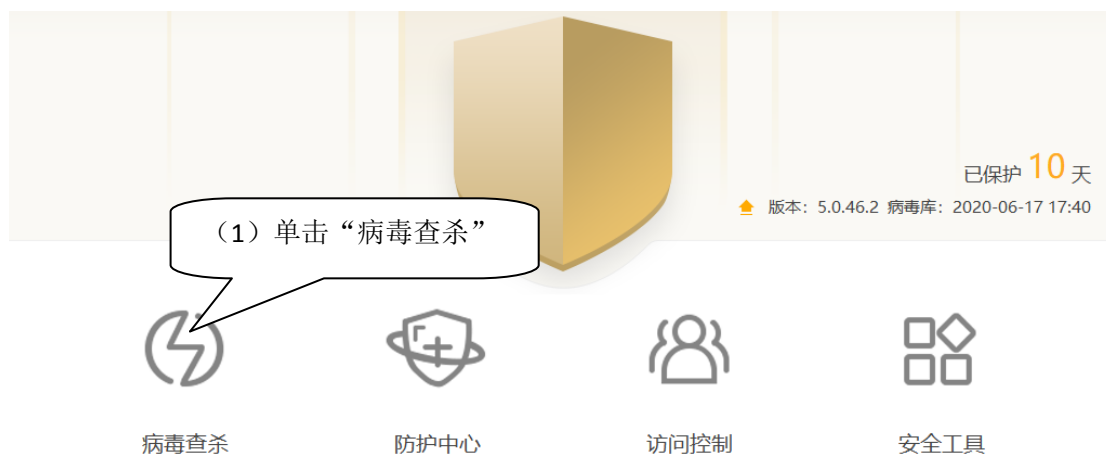 已保护 10 天
版本：5.0.46.2 病毒库：2020-06-17 17:40
（1）单击“病毒查杀”
病毒查杀 防护中心 访问控制 安全工具